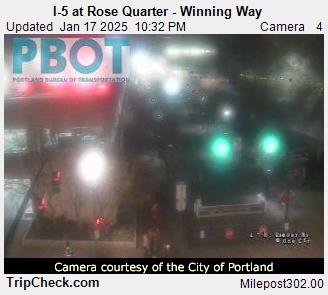 I-5 at Rose Quarter - Winning Way
Updated Jan 17 2025 10:32 PM Camera 4
PBOT
PORTLAND BUREAU OF TRANSPORTATION
Camera courtesy of the City of Portland
TripCheck.com Milepost302.00